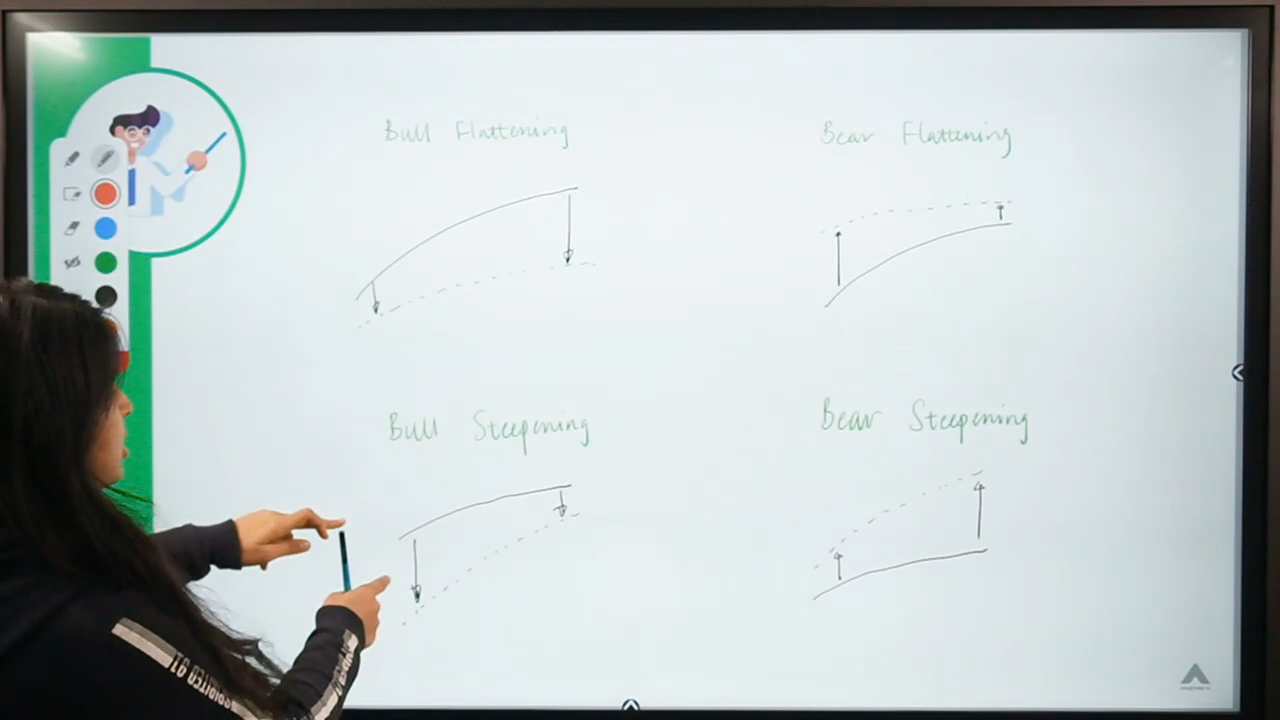 Bull Flattening
Bear Flattening
Bull Steepening
Bear Steepening